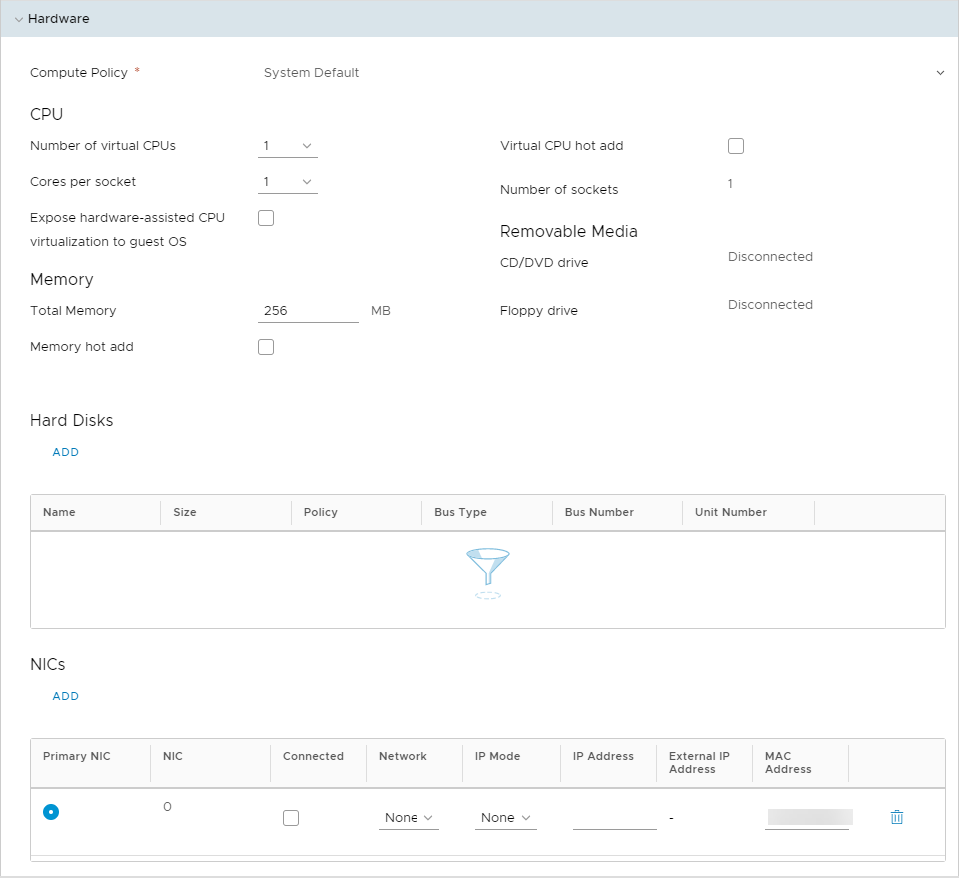 Hardware
Compute Policy * System Default
CPU
Number of virtual CPUs 1
Virtual CPU hot add
Cores per socket 1
Number of sockets 1
Expose hardware-assisted CPU
virtualization to guest OS
Removable Media
CD/DVD drive Disconnected
Memory
Total Memory 256 MB
Floppy drive Disconnected
Memory hot add
Hard Disks
ADD
Name Size Policy Bus Type Bus Number Unit Number
NICs
ADD
Primary NIC NIC Connected Network IP Mode IP Address External IP MAC
Address Address
0
None None -